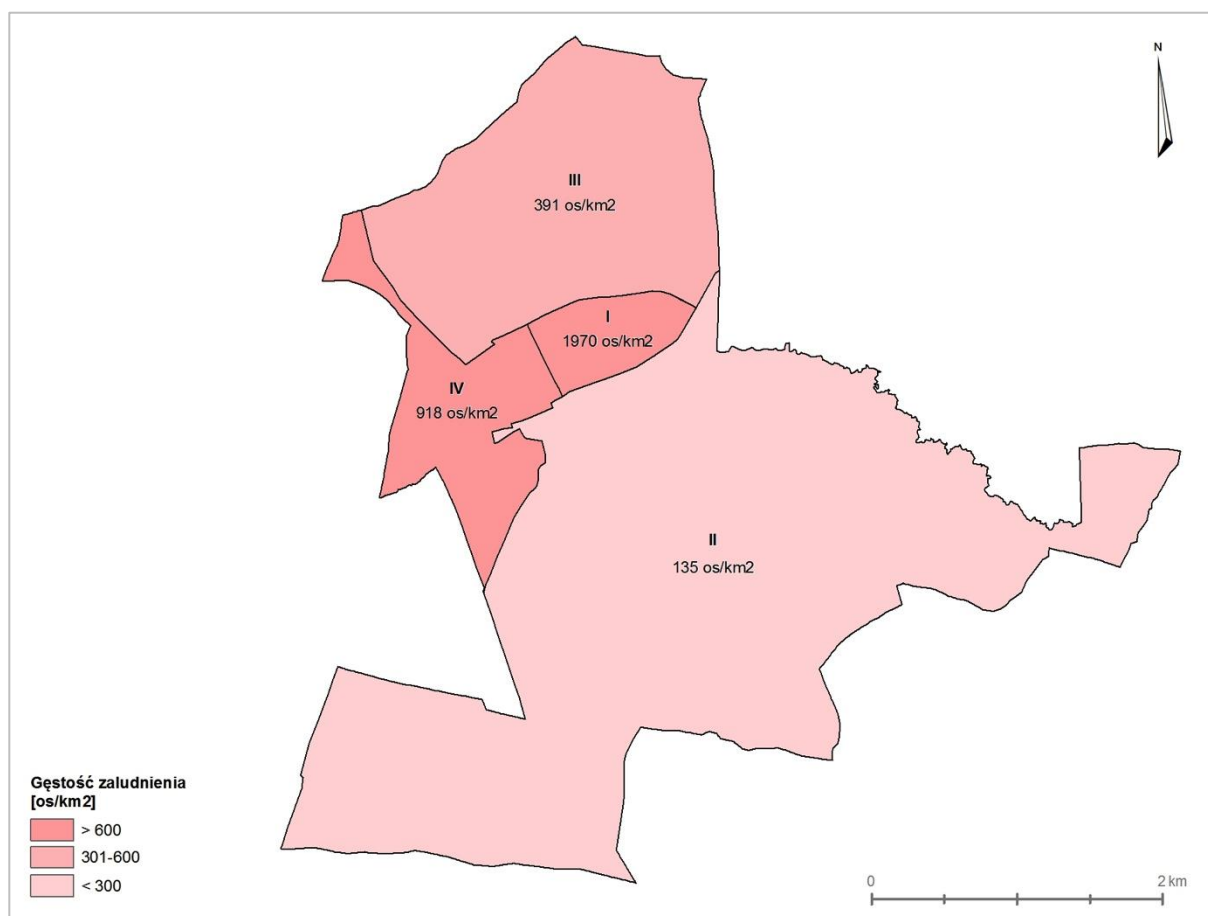 N
III
391 os/km2
I
1970 os/km2
IV
918 os/km2
II
135 os/km2
Gęstość zaludnienia
[os/km2]
> 600
301-600
< 300
0
2 km